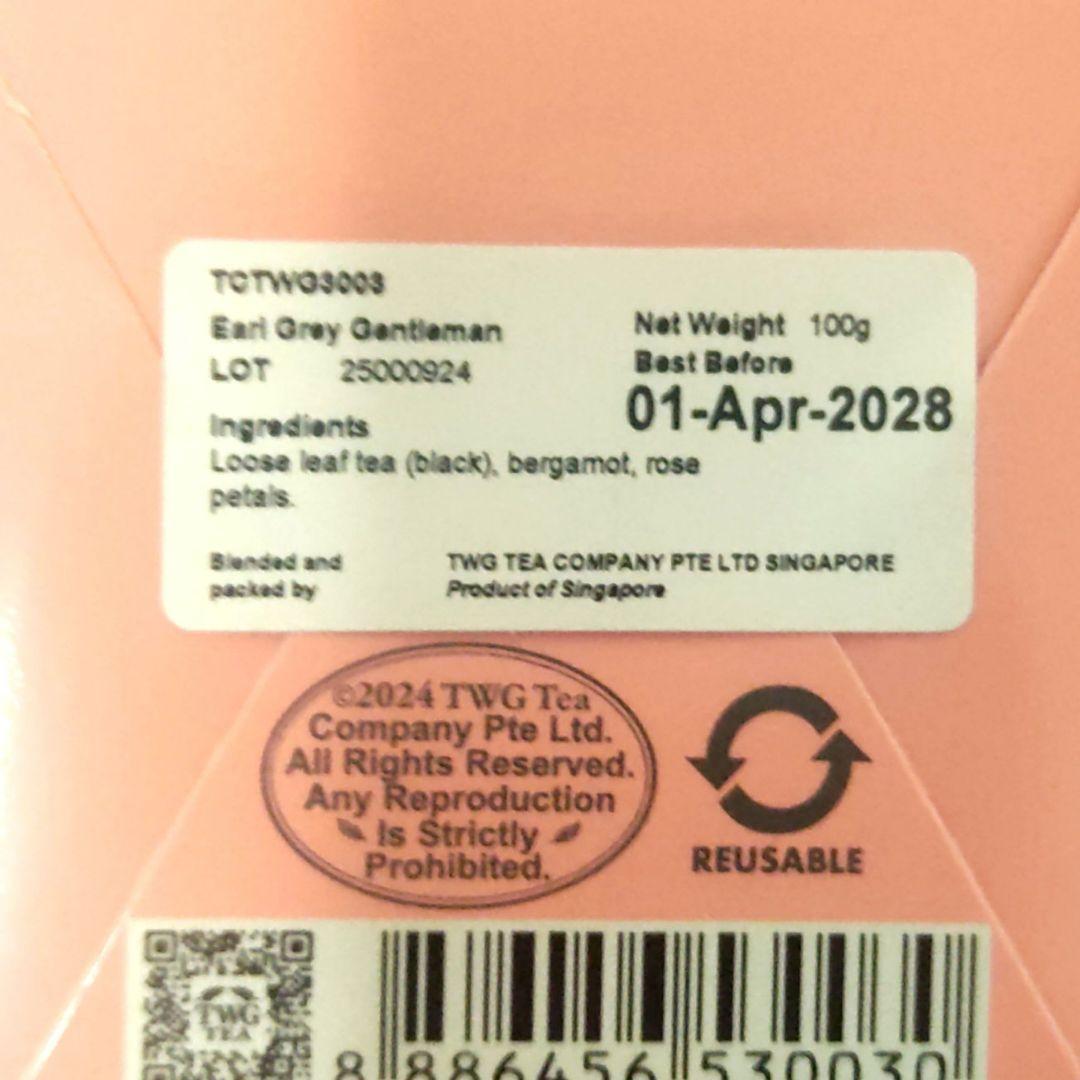 TCTWG3003
Earl Grey Gentleman
LOT 25000924
Net Weight 100g
Best Before
01-Apr-2028
Ingredients
Loose leaf tea (black), bergamot, rose
petals.
Blended and
packed by
TWG TEA COMPANY PTE LTD SINGAPORE
Product of Singapore
©2024 TWG Tea
Company Pte Ltd.
All Rights Reserved.
Any Reproduction
Is Strictly
Prohibited.
REUSABLE
TWG
TEA
8 886456 530030